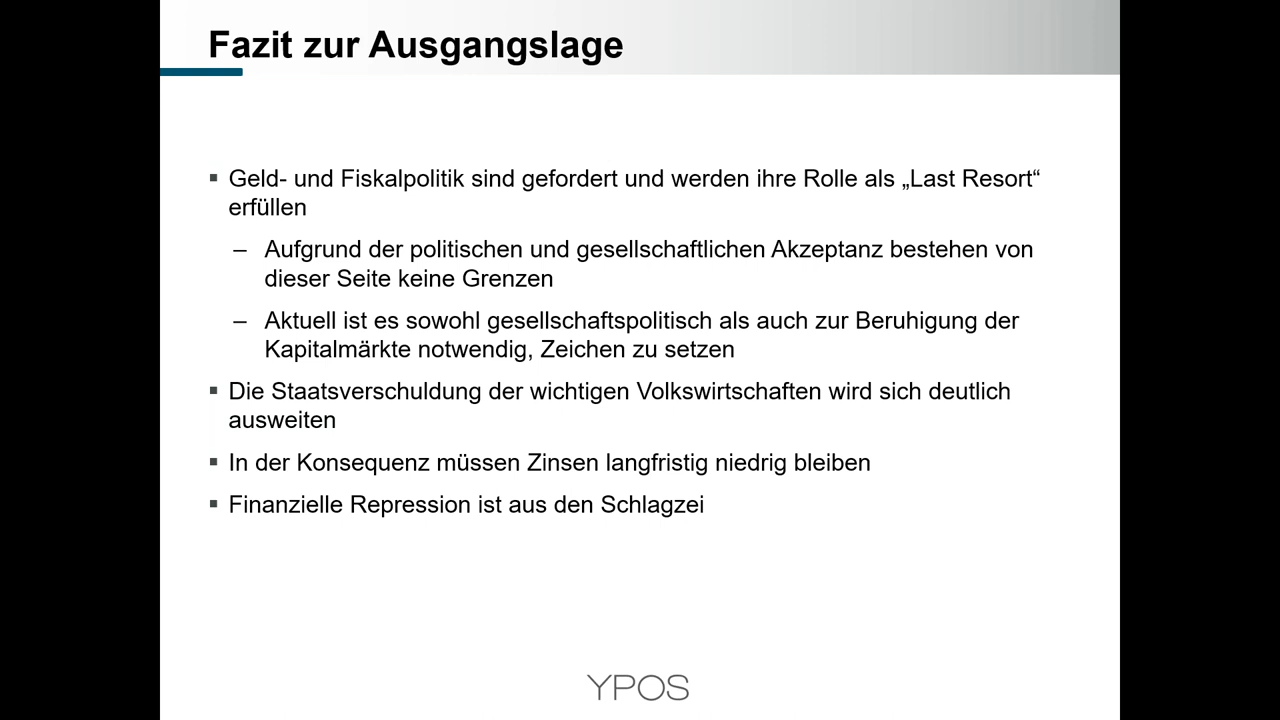 Fazit zur Ausgangslage
▪ Geld- und Fiskalpolitik sind gefordert und werden ihre Rolle als „Last Resort“
erfüllen
– Aufgrund der politischen und gesellschaftlichen Akzeptanz bestehen von
dieser Seite keine Grenzen
– Aktuell ist es sowohl gesellschaftspolitisch als auch zur Beruhigung der
Kapitalmärkte notwendig, Zeichen zu setzen
▪ Die Staatsverschuldung der wichtigen Volkswirtschaften wird sich deutlich
ausweiten
▪ In der Konsequenz müssen Zinsen langfristig niedrig bleiben
▪ Finanzielle Repression ist aus den Schlagzei
YPOS